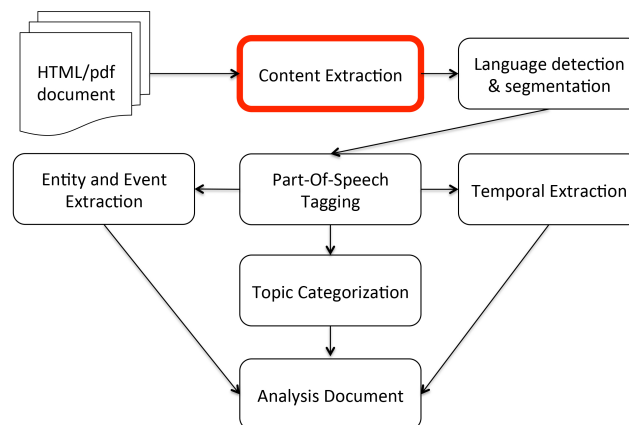 HTML/pdf
document
Content Extraction
Language detection
& segmentation
Entity and Event
Extraction
Part-Of-Speech
Tagging
Temporal Extraction
Topic Categorization
Analysis Document